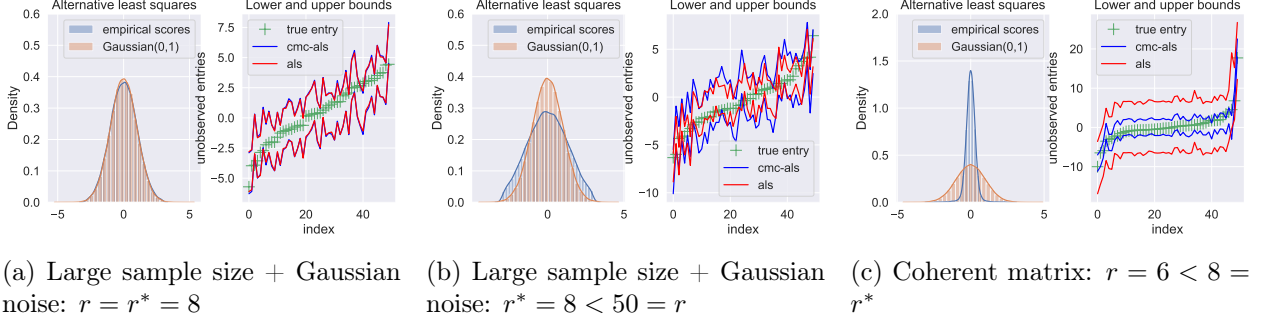 Alternative least squares
Lower and upper bounds
Alternative least squares
Lower and upper bounds
Alternative least squares
Lower and upper bounds
0.6
0.5
0.4
0.3
0.2
0.1
0.0
Density
empirical scores
Gaussian(0,1)
−5
0
5
7.5
5.0
2.5
0.0
−2.5
−5.0
unobserved entries
true entry
cmc-als
als
0
20
40
index
0.6
0.5
0.4
0.3
0.2
0.1
0.0
Density
empirical scores
Gaussian(0,1)
−5
0
5
5
0
−5
−10
unobserved entries
true entry
cmc-als
als
0
20
40
index
2.0
1.5
1.0
0.5
0.0
Density
empirical scores
Gaussian(0,1)
−5
0
5
20
10
0
−10
unobserved entries
true entry
cmc-als
als
0
20
40
index
(a) Large sample size + Gaussian
noise: r = r* = 8
(b) Large sample size + Gaussian
noise: r* = 8 < 50 = r
(c) Coherent matrix: r = 6 < 8 =
r*